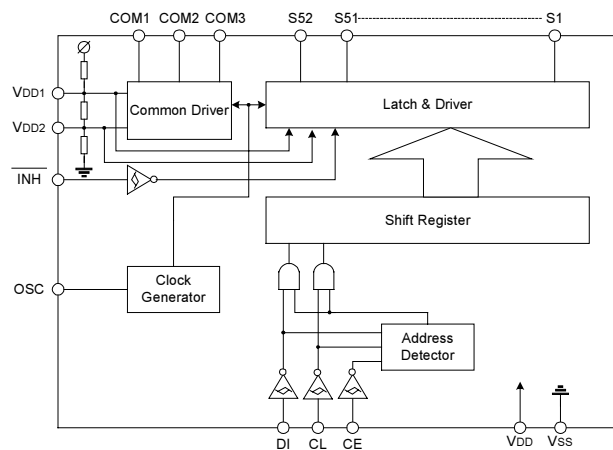 COM1 COM2 COM3 S52 S51 S1
VDD1
Common Driver
Latch & Driver
VDD2
INH
Shift Register
OSC
Clock
Generator
Address
Detector
DI CL CE VDD VSS